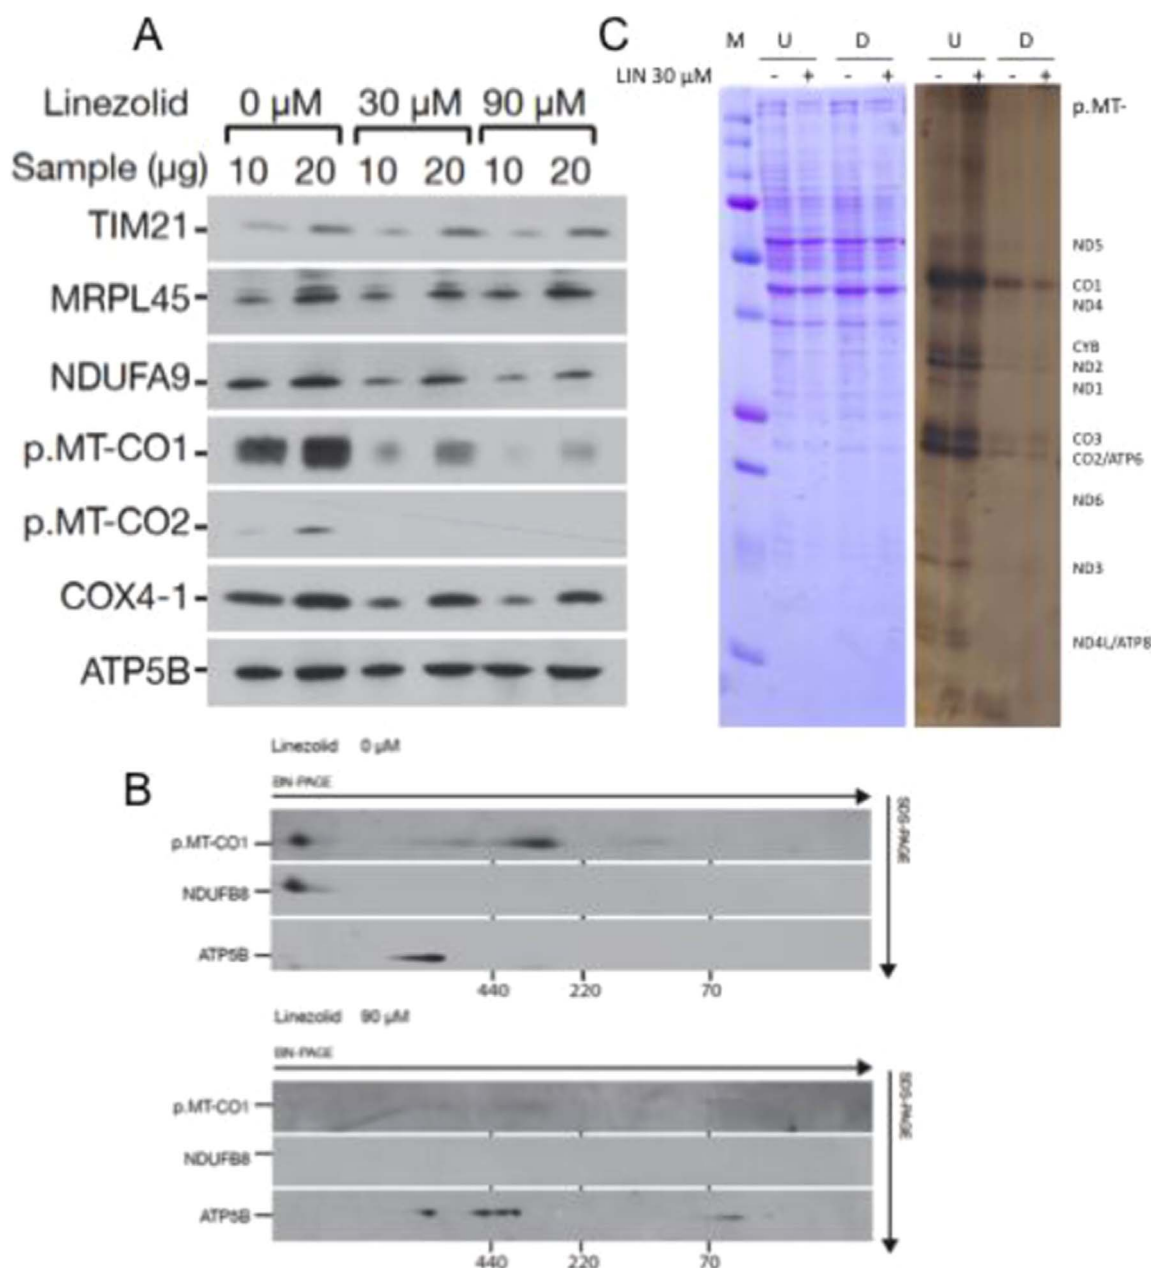 A
Linezolid 0 µM 30 µM 90 µM
Sample (µg) 10 20 10 20 10 20
TIM21
MRPL45
NDUFA9
p.MT-CO1
p.MT-CO2
COX4-1
ATP5B
C
M U D U D
LIN 30 µM - + - + - + - +
p.MT-
ND5
CO1
ND4
CYB
ND2
ND1
CO3
CO2/ATP6
ND6
ND3
ND4L/ATP8
B
Linezolid 0 µM
BN-PAGE
SDS-PAGE
p.MT-CO1
NDUFB8
ATP5B
440 220 70
Linezolid 90 µM
BN-PAGE
SDS-PAGE
p.MT-CO1
NDUFB8
ATP5B
440 220 70